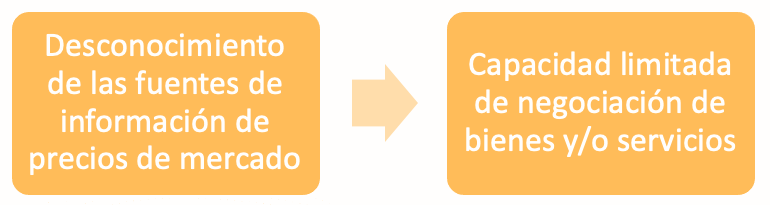 Desconocimiento
de las fuentes de
información de
precios de mercado
Capacidad limitada
de negociación de
bienes y/o servicios